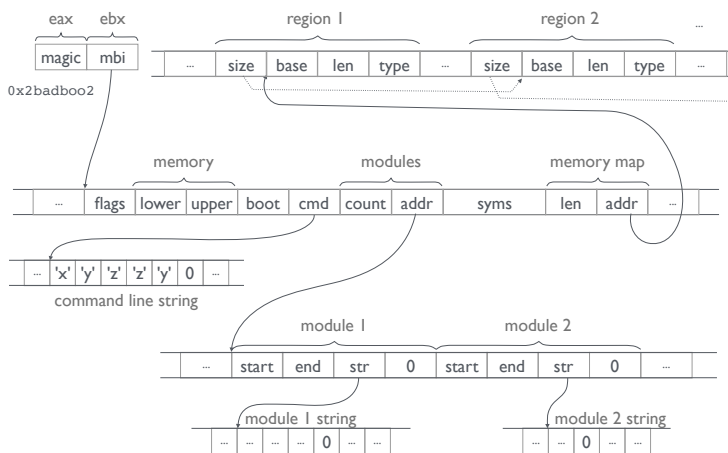 eax ebx region 1 region 2 ...
magic mbi ... size base len type ... size base len type ...
0x2badboo2
memory modules memory map
... flags lower upper boot cmd count addr syms len addr ...
... 'x' 'y' 'z' 'z' 'y' 0 ...
command line string
module 1 module 2
... start end str 0 start end str 0 ...
module 1 string module 2 string
... ... ... ... 0 ... ... ... ... 0 ... ...